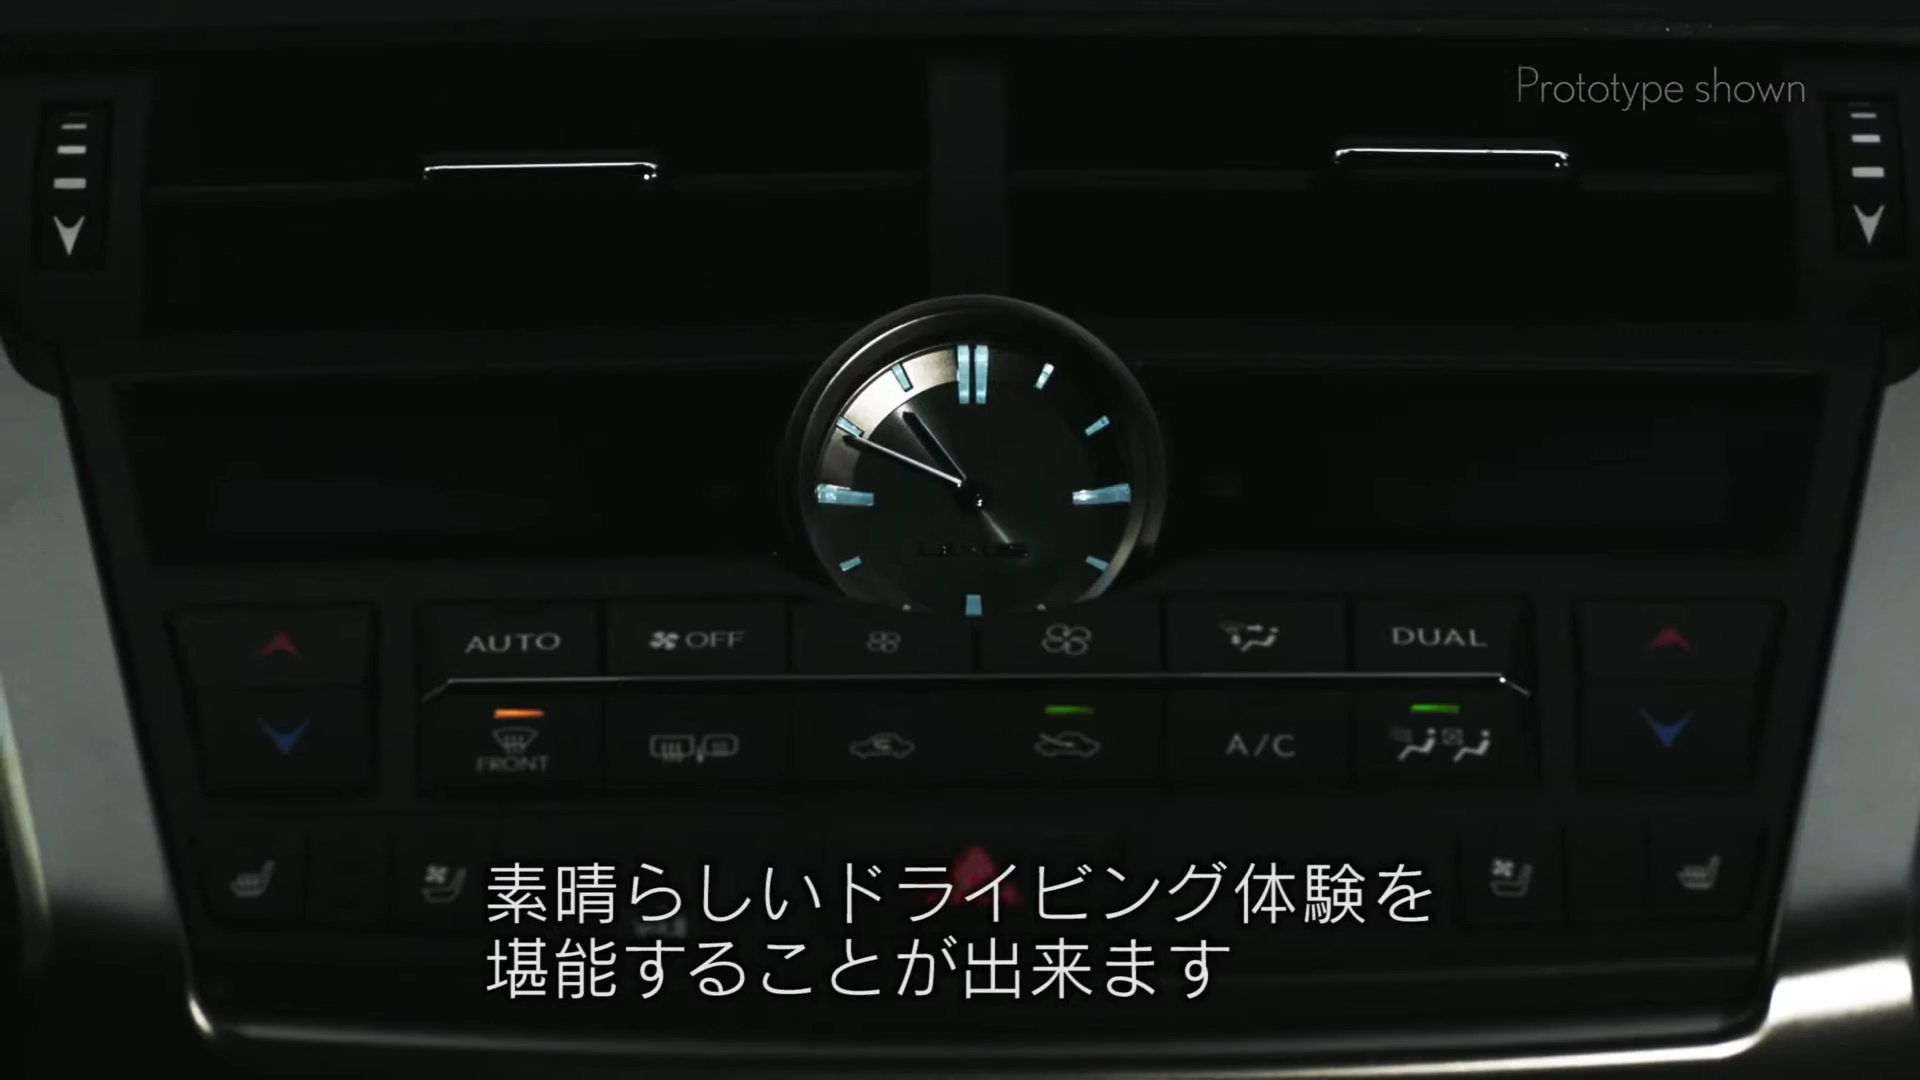 Prototype shown
LEXUS
AUTO
OFF
DUAL
FRONT
A/C
素晴らしいドライビング体験を
堪能することが出来ます